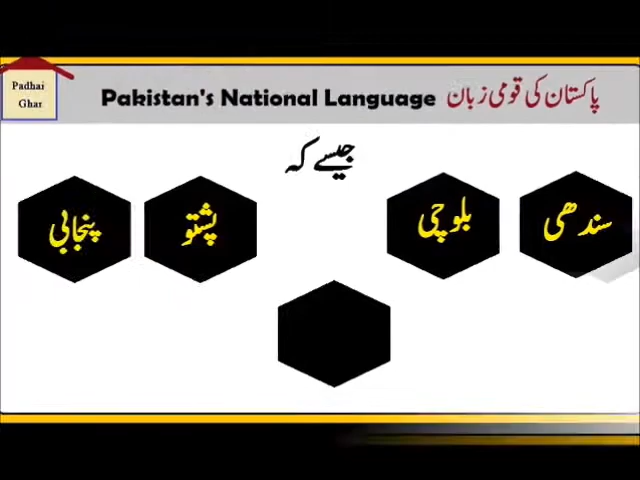 Padhai
Ghar
Pakistan's National Language پاکستان کی قومی زبان
جیسے کہ
سندھی بلوچی پشتو پنجابی